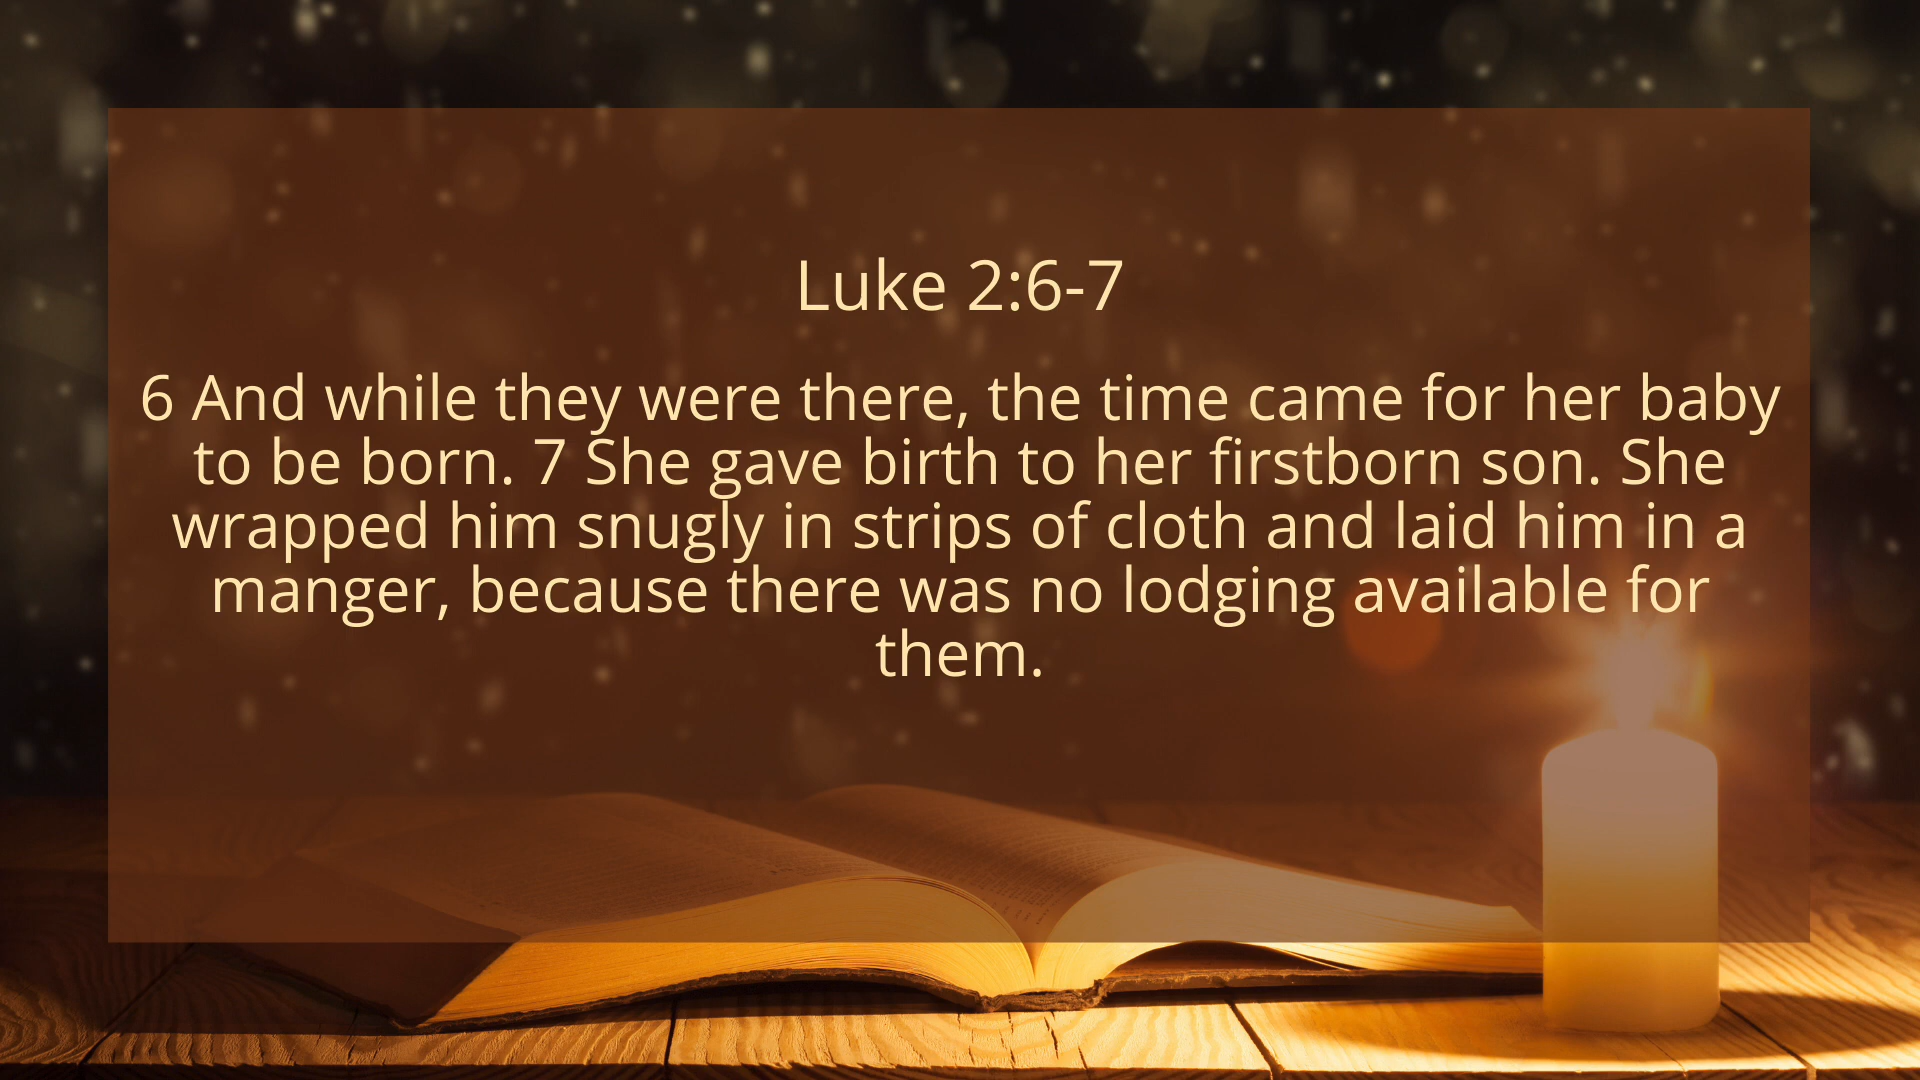 Luke 2:6-7
6 And while they were there, the time came for her baby
to be born. 7 She gave birth to her firstborn son. She
wrapped him snugly in strips of cloth and laid him in a
manger, because there was no lodging available for
them.